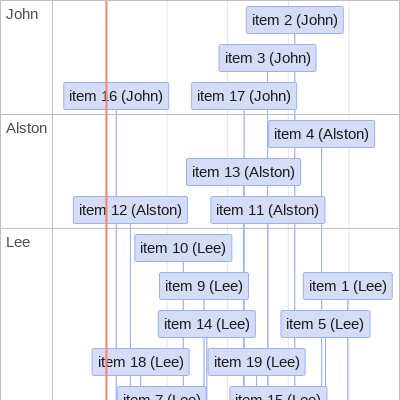 John
item 2 (John)
item 3 (John)
item 16 (John)
item 17 (John)
Alston
item 4 (Alston)
item 13 (Alston)
item 12 (Alston)
item 11 (Alston)
Lee
item 10 (Lee)
item 9 (Lee)
item 1 (Lee)
item 14 (Lee)
item 5 (Lee)
item 18 (Lee)
item 19 (Lee)
item 7 (Lee)
item 15 (Lee)